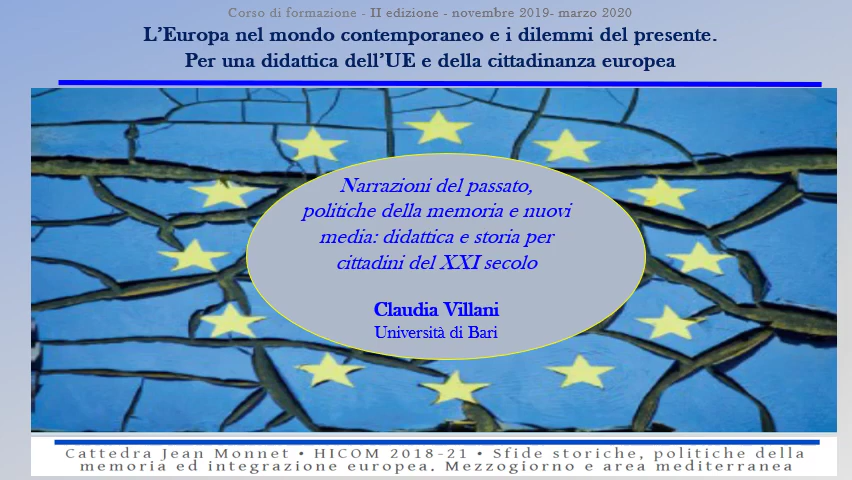 Corso di formazione - II edizione - novembre 2019- marzo 2020
L’Europa nel mondo contemporaneo e i dilemmi del presente.
Per una didattica dell’UE e della cittadinanza europea
Narrazioni del passato,
politiche della memoria e nuovi
media: didattica e storia per
cittadini del XXI secolo
Claudia Villani
Università di Bari
Cattedra Jean Monnet • HICOM 2018-21 • Sfide storiche, politiche della
memoria ed integrazione europea. Mezzogiorno e area mediterranea